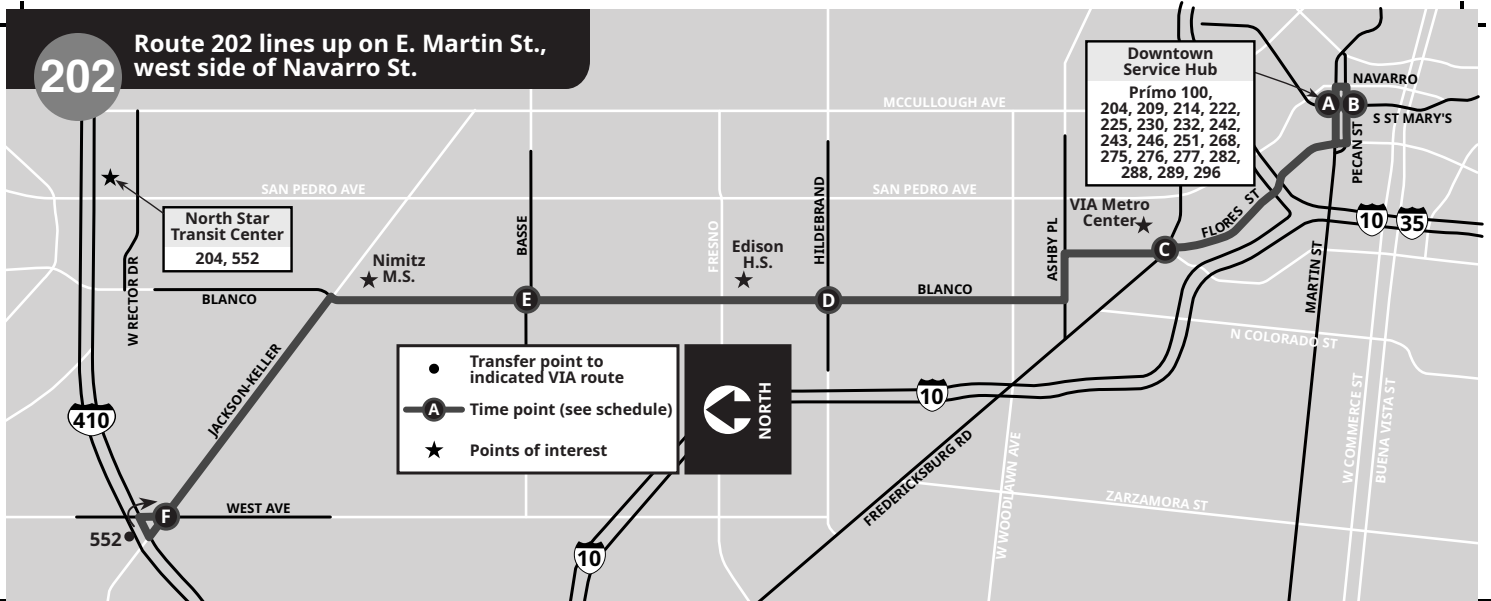 202
Route 202 lines up on E. Martin St.,
west side of Navarro St.
Downtown
Service Hub
Prímo 100,
204, 209, 214, 222,
225, 230, 232, 242,
243, 246, 251, 268,
275, 276, 277, 282,
288, 289, 296
NAVARRO
A
B
S ST MARY'S
PECAN ST
MCCULLOUGH AVE
SAN PEDRO AVE
SAN PEDRO AVE
North Star
Transit Center
204, 552
W RECTOR DR
BLANCO
Nimitz
M.S.
BASSE
E
FRESNO
Edison
H.S.
HILDEBRAND
D
BLANCO
ASHBY PL
VIA Metro
Center
C
FLORES ST
10
35
MARTIN ST
N COLORADO ST
W COMMERCE ST
BUENA VISTA ST
JACKSON-KELLER
410
Transfer point to
indicated VIA route
A
Time point (see schedule)
Points of interest
NORTH
10
FREDERICKSBURG RD
W WOODLAWN AVE
ZARZAMORA ST
F
WEST AVE
552
10